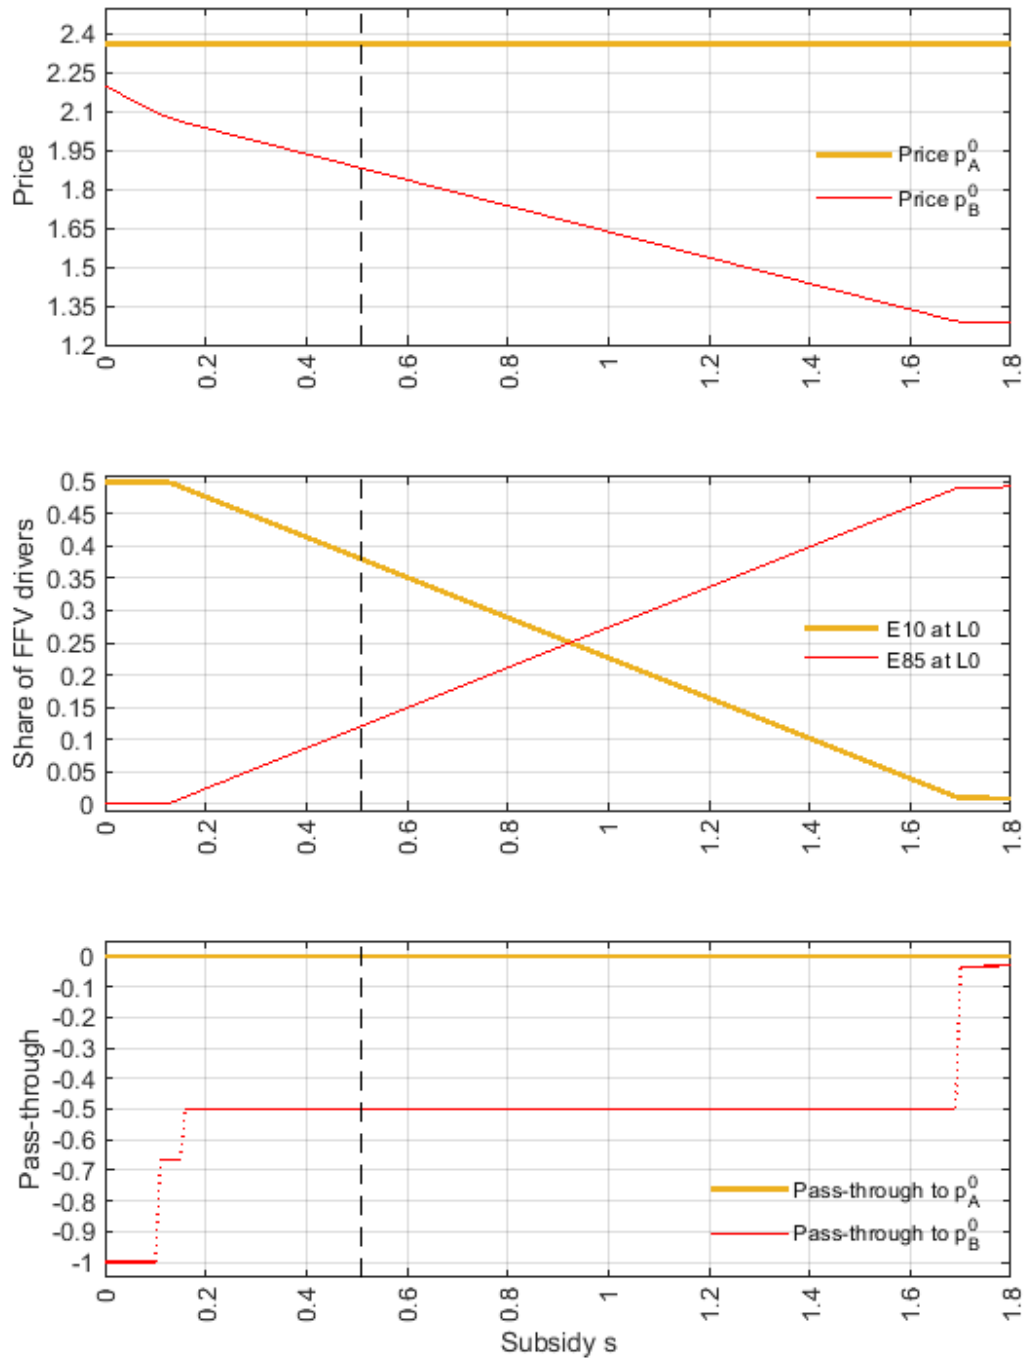 2.4
2.25
2.1
1.95
1.8
1.65
1.5
1.35
1.2
Price
Price p_A^0
Price p_B^0
0 0.2 0.4 0.6 0.8 1 1.2 1.4 1.6 1.8
0.5
0.45
0.4
0.35
0.3
0.25
0.2
0.15
0.1
0.05
0
Share of FFV drivers
E10 at L0
E85 at L0
0 0.2 0.4 0.6 0.8 1 1.2 1.4 1.6 1.8
0
-0.1
-0.2
-0.3
-0.4
-0.5
-0.6
-0.7
-0.8
-0.9
-1
Pass-through
Pass-through to p_A^0
Pass-through to p_B^0
0 0.2 0.4 0.6 0.8 1 1.2 1.4 1.6 1.8
Subsidy s